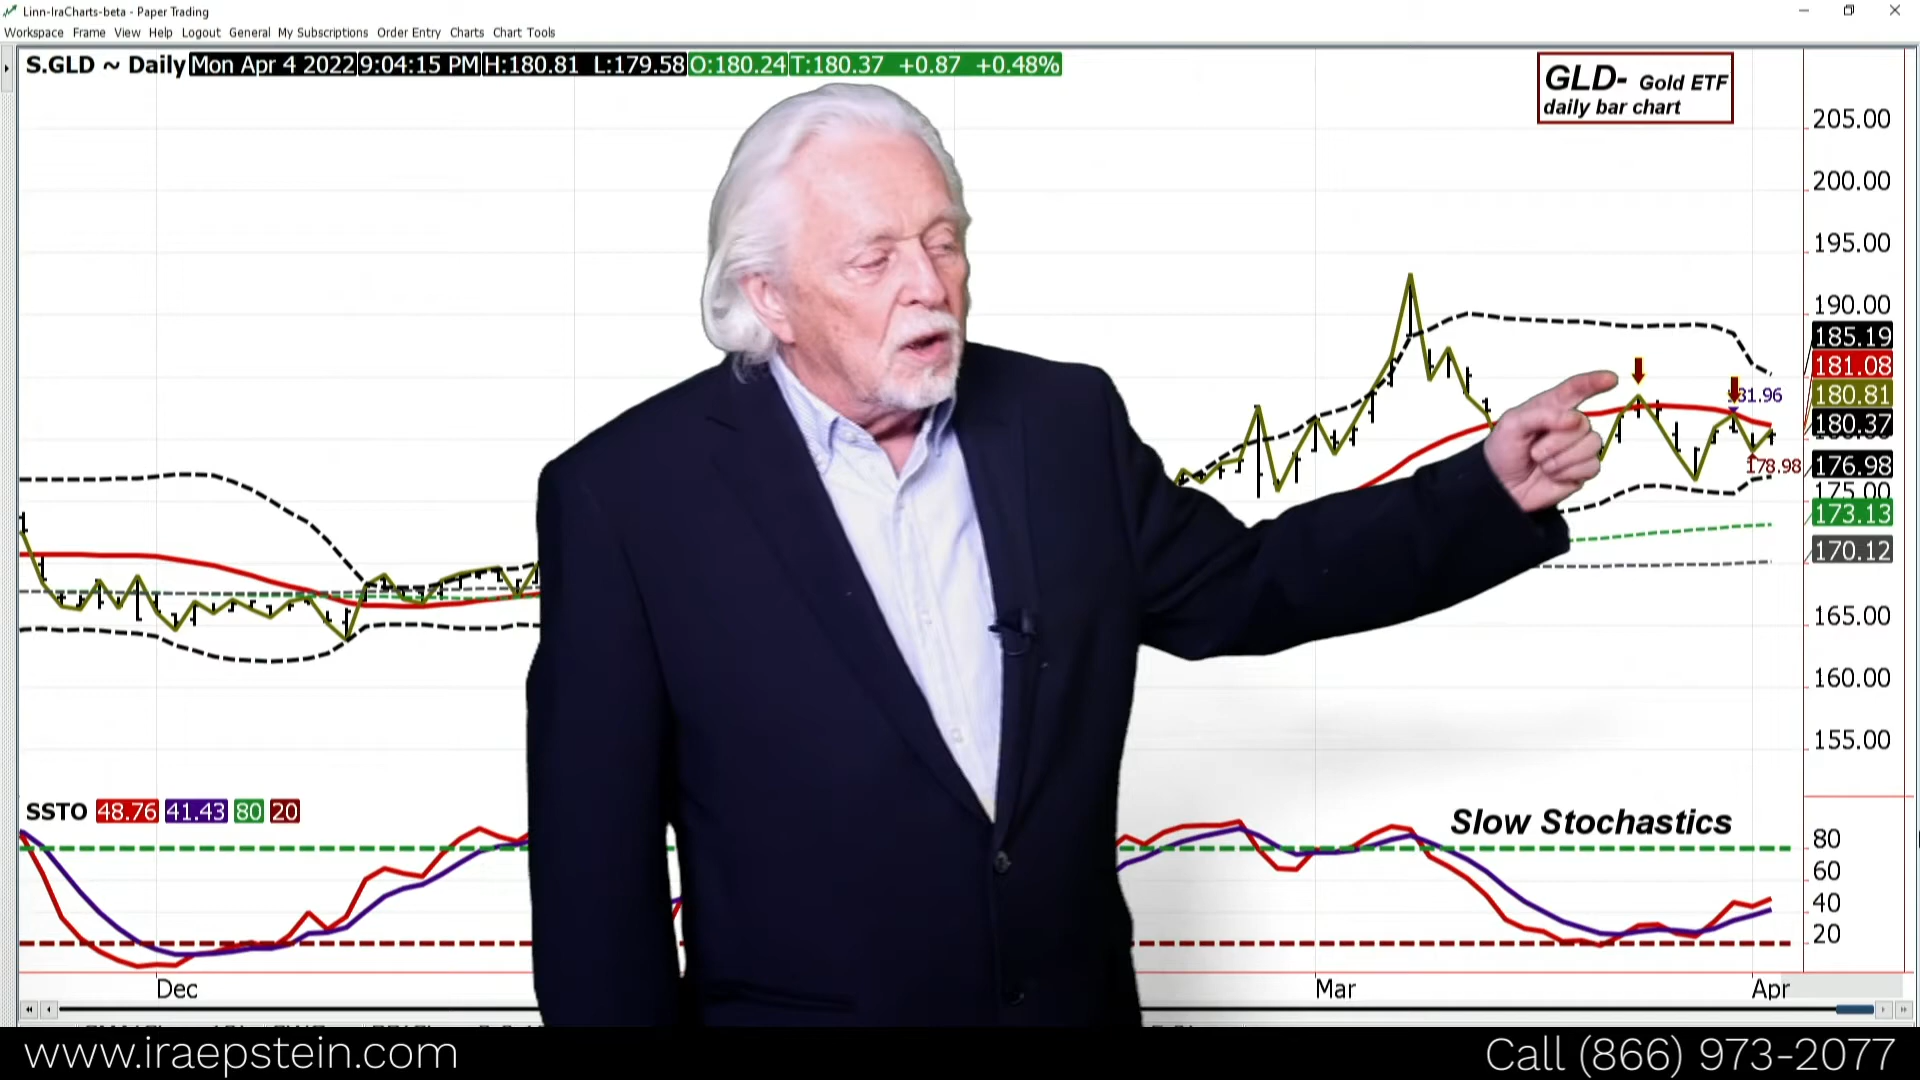 Linn-IraCharts-beta - Paper Trading
Workspace Frame View Help Logout General My Subscriptions Order Entry Charts Chart Tools
S.GLD ~ Daily Mon Apr 4 2022 9:04:15 PM H:180.81 L:179.58 O:180.24 T:180.37 +0.87 +0.48%
GLD- Gold ETF
daily bar chart
205.00
200.00
195.00
190.00
185.19
181.08
180.81
180.37
176.98
175.00
173.13
170.12
165.00
160.00
155.00
178.98
SSTO 48.76 41.43 80 20
Slow Stochastics
80
60
40
20
Dec
Mar
Apr
www.iraepstein.com
Call (866) 973-2077